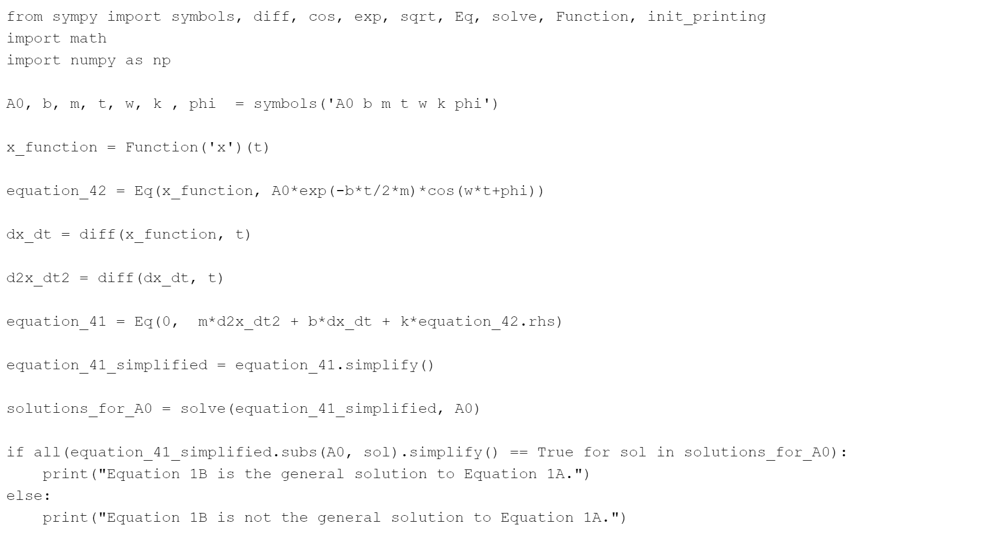 from sympy import symbols, diff, cos, exp, sqrt, Eq, solve, Function, init_printing
import math
import numpy as np
A0, b, m, t, w, k , phi  = symbols('A0 b m t w k phi')
x_function = Function('x')(t)
equation_42 = Eq(x_function, A0*exp(-b*t/2*m)*cos(w*t+phi))
dx_dt = diff(x_function, t)
d2x_dt2 = diff(dx_dt, t)
equation_41 = Eq(0,  m*d2x_dt2 + b*dx_dt + k*equation_42.rhs)
equation_41_simplified = equation_41.simplify()
solutions_for_A0 = solve(equation_41_simplified, A0)
if all(equation_41_simplified.subs(A0, sol).simplify() == True for sol in solutions_for_A0):
    print("Equation 1B is the general solution to Equation 1A.")
else:
    print("Equation 1B is not the general solution to Equation 1A.")